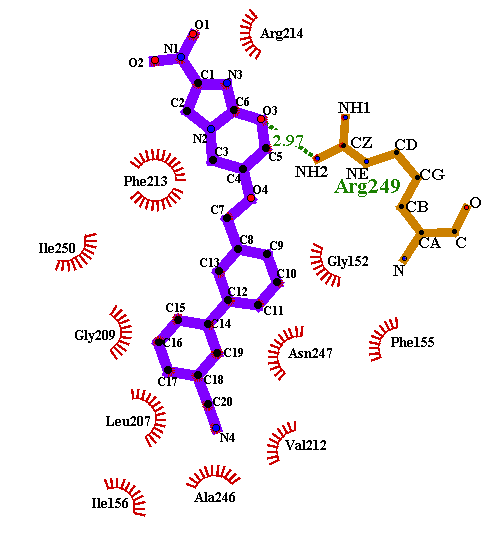 O1
Arg214
N1
O2
C1
N3
C2
C6
O3
NH1
2.97
N2
C5
CZ
CD
C3
NH2
NE
C4
CG
Phe213
Arg249
O4
CB
O
C7
CA
C
Ile250
C8
C9
Gly152
N
C13
C10
C12
C15
C11
Gly209
C14
Phe155
C16
C19
Asn247
C17
C18
C20
Leu207
N4
Val212
Ile156
Ala246